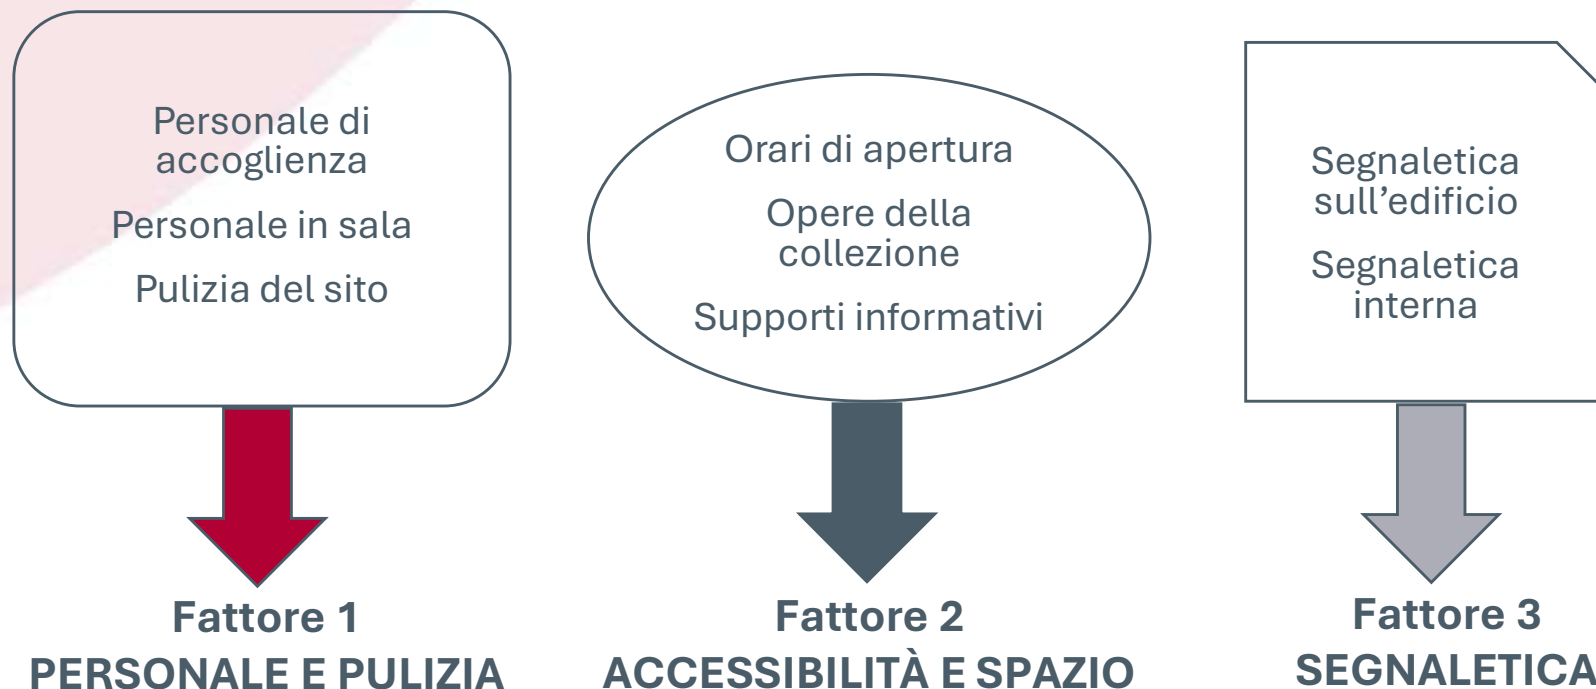 Personale di
accoglienza
Personale in sala
Pulizia del sito
Fattore 1
PERSONALE E PULIZIA
Orari di apertura
Opere della
collezione
Supporti informativi
Fattore 2
ACCESSIBILITÀ E SPAZIO
Segnaletica
sull’edificio
Segnaletica
interna
Fattore 3
SEGNALETICA